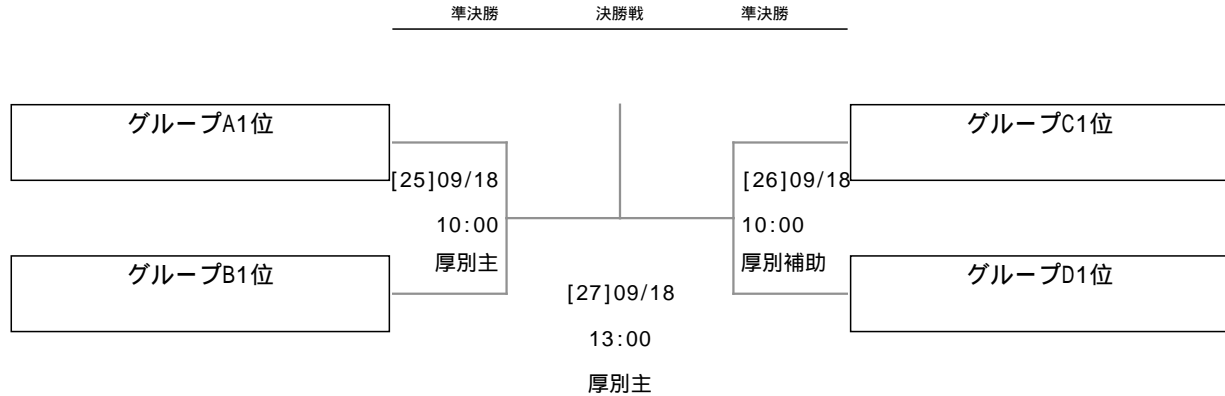 準決勝 決勝戦 準決勝
グループA1位
グループC1位
[25]09/18
10:00
厚別主
[26]09/18
10:00
厚別補助
グループB1位
グループD1位
[27]09/18
13:00
厚別主